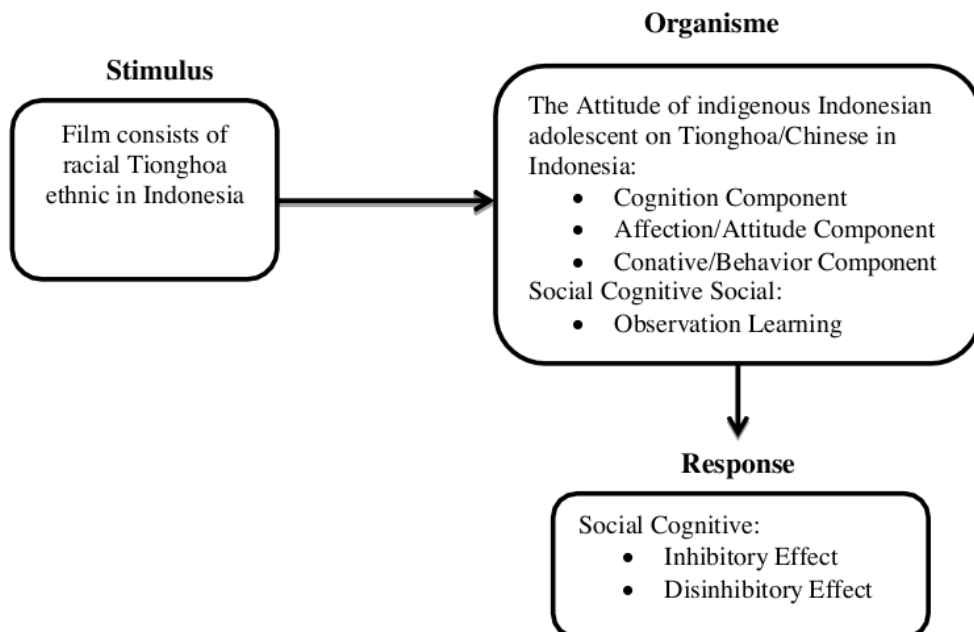 Stimulus
Film consists of
racial Tionghoa
ethnic in Indonesia
Organisme
The Attitude of indigenous Indonesian
adolescent on Tionghoa/Chinese in
Indonesia:
• Cognition Component
• Affection/Attitude Component
• Conative/Behavior Component
Social Cognitive Social:
• Observation Learning
Response
Social Cognitive:
• Inhibitory Effect
• Disinhibitory Effect